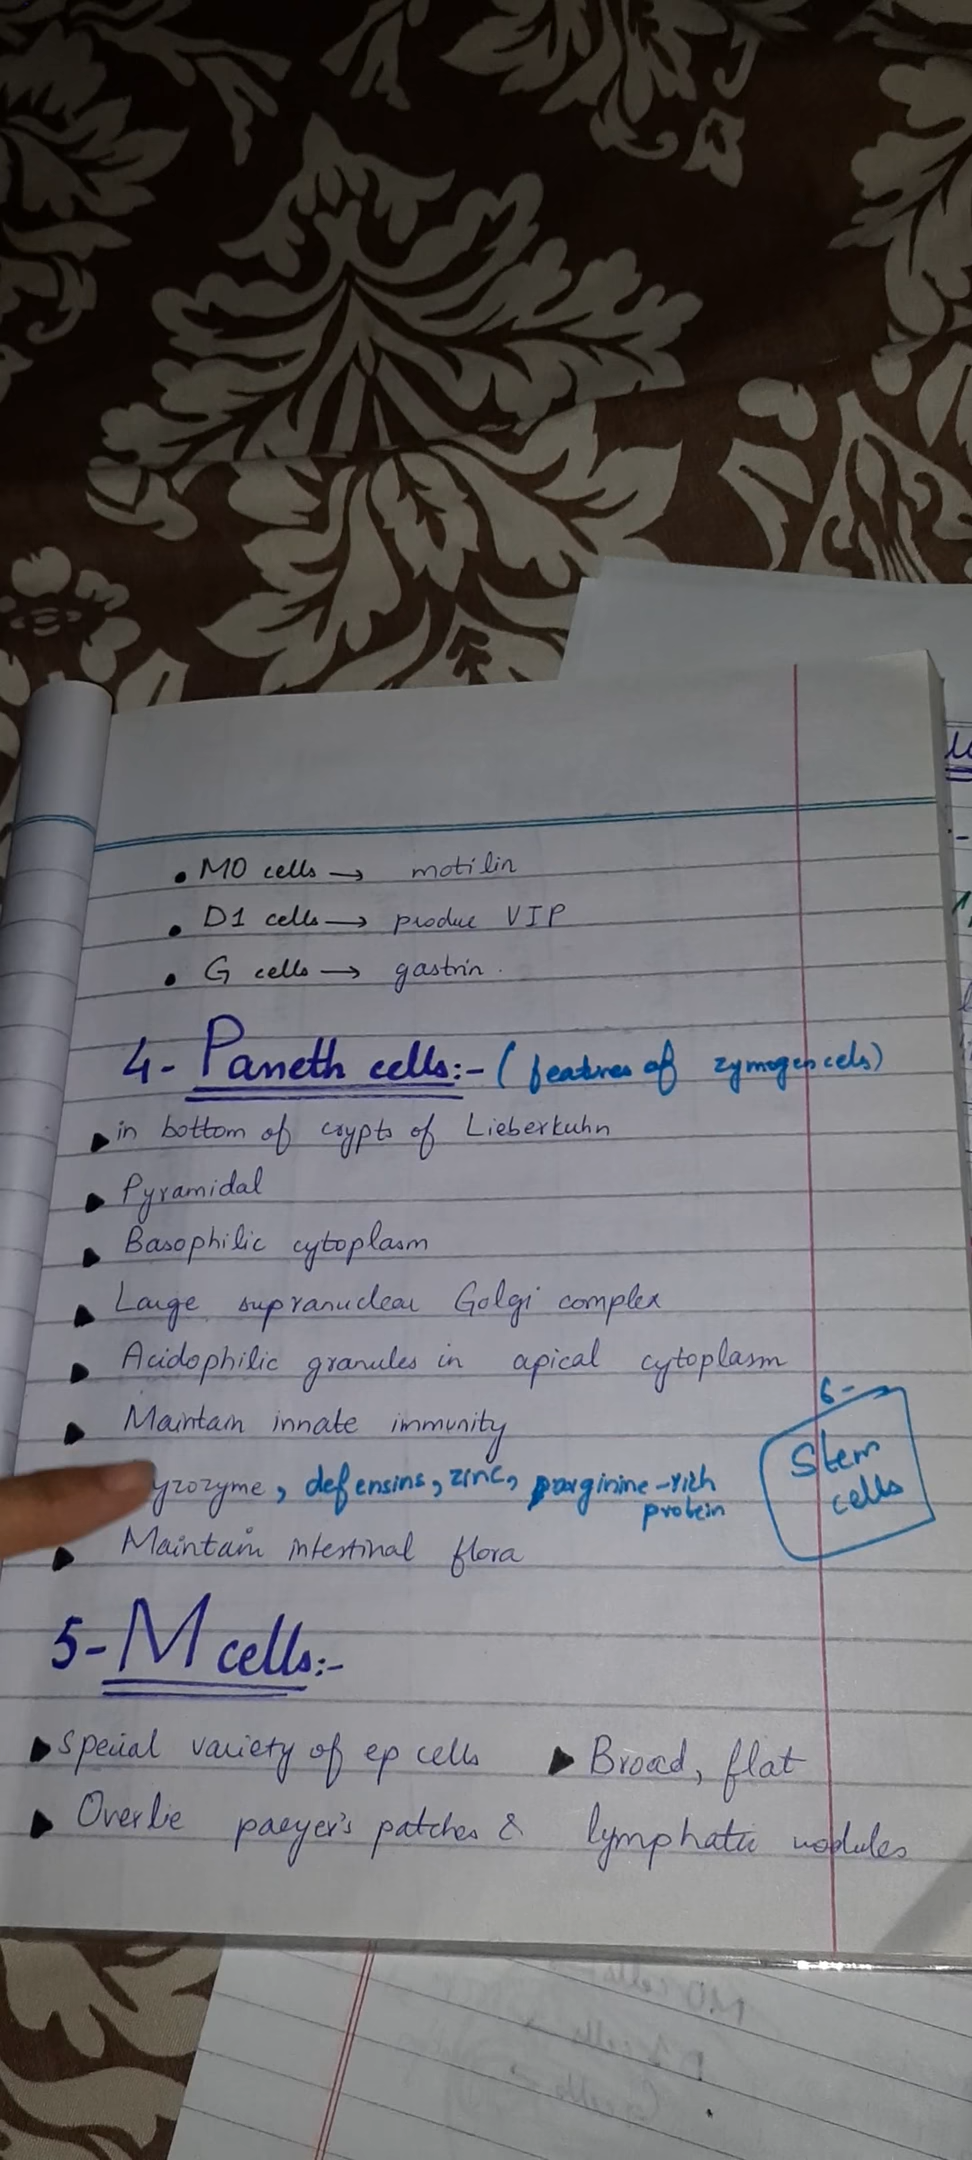 • MO cells → motilin
• D1 cells → produe VIP
• G cells → gastrin.
4- Paneth cells:- (features of zymogen cels)
▶ in bottom of crypts of Lieberkuhn
▶ Pyramidal
▶ Basophilic cytoplasm
▶ Large supranuclear Golgi complex
▶ Acidophilic granules in apical cytoplasm
▶ Maintain innate immunity
yzozyme, defensins, zinc, arginine-rich
protein
6-
Stem
cells
▶ Maintain intestinal flora
5- M cells:-
▶ Special variety of ep cells ▶ Broad, flat
▶ Overlie paeyer's patches & lymphatic nodules